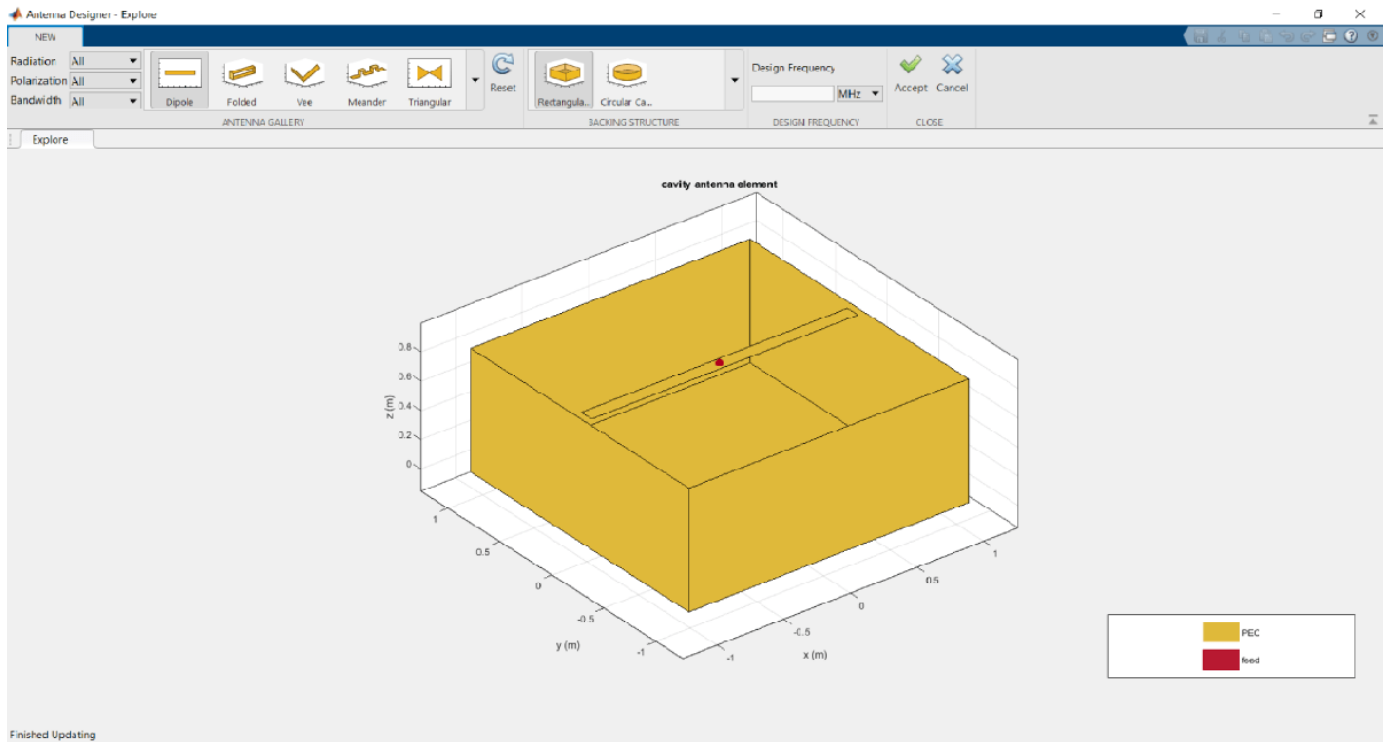 Antenna Designer - Explore
NEW
Radiation All
Polarization All
Bandwidth All
Dipole
Folded
Vee
Meander
Triangular
Reset
ANTENNA GALLERY
Rectangula..
Circular Ca..
BACKING STRUCTURE
Design Frequency
MHz
DESIGN FREQUENCY
Accept
Cancel
CLOSE
Explore
cavity antenna element
0.8
0.6
0.4
0.2
0
z (m)
1
0.5
0
-0.5
-1
y (m)
-1
-0.5
0
0.5
1
x (m)
PEC
feed
Finished Updating